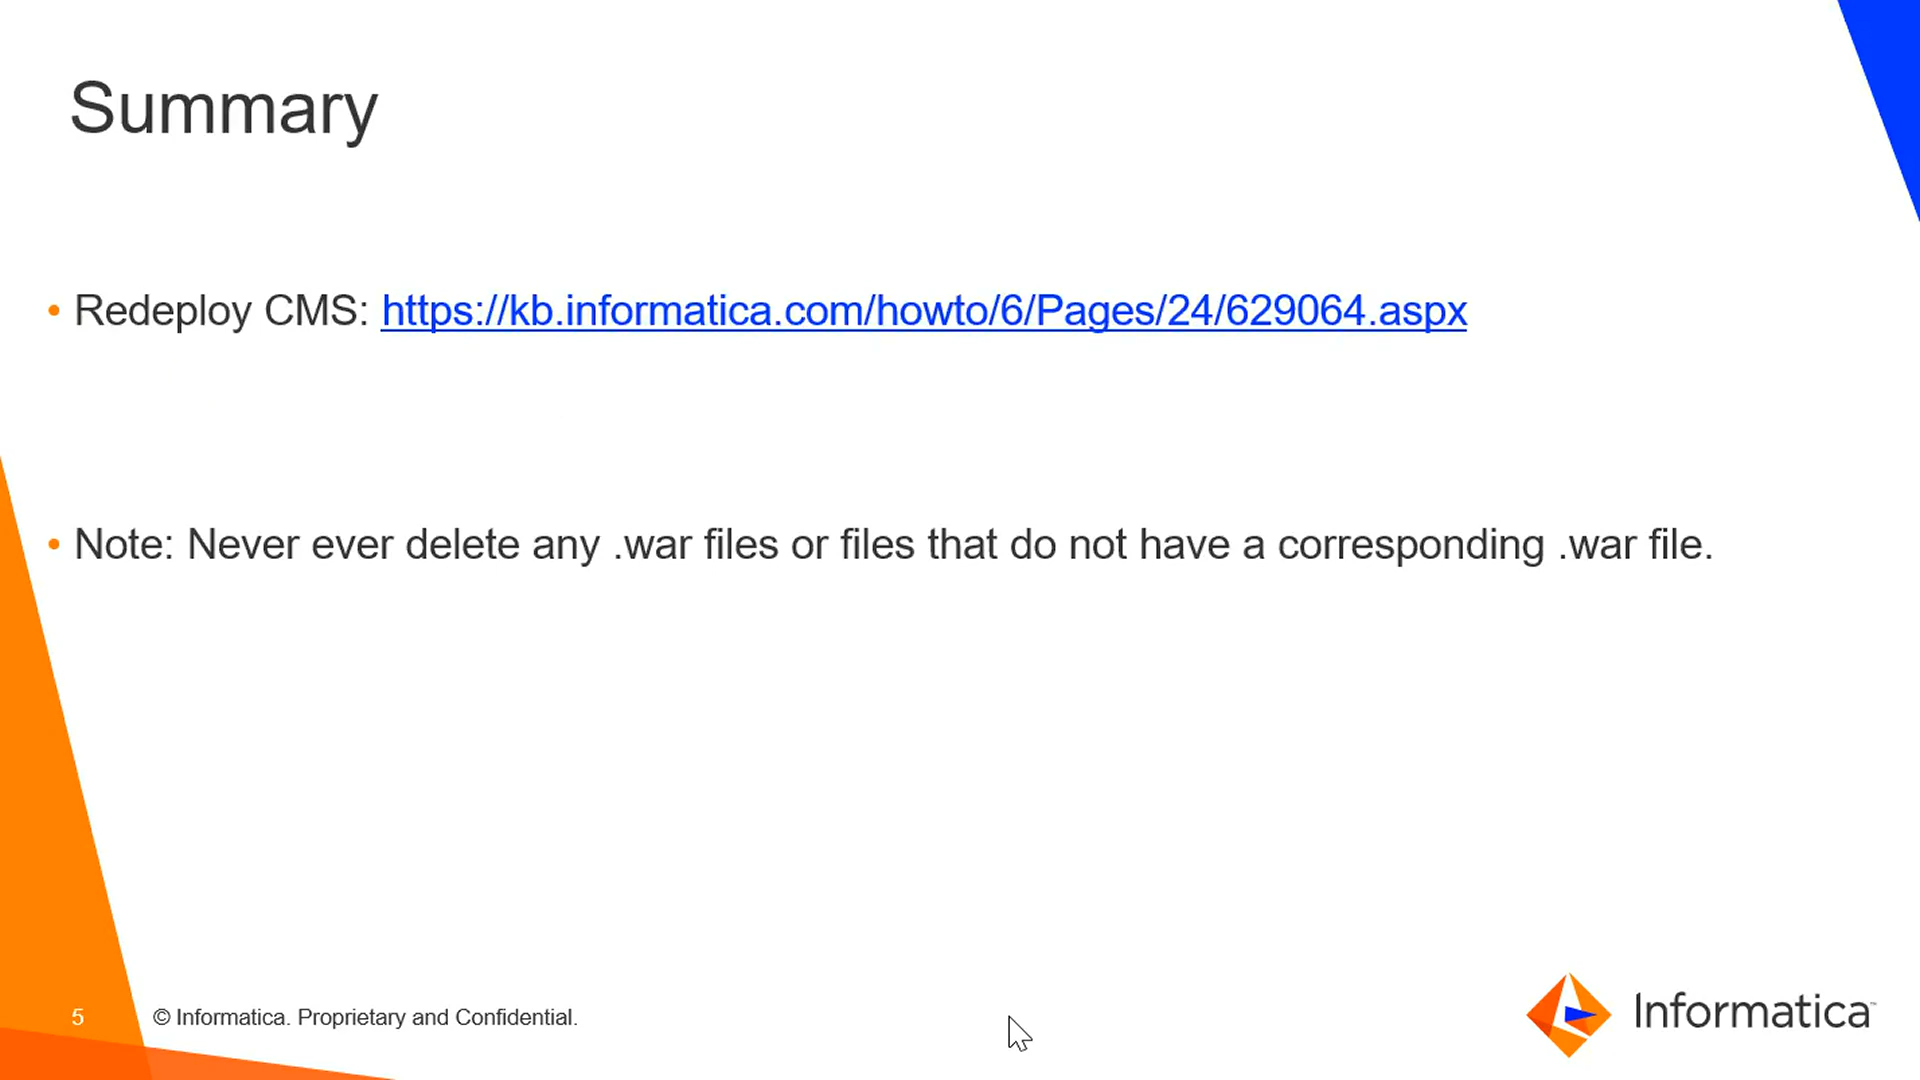 Summary
• Redeploy CMS: https://kb.informatica.com/howto/6/Pages/24/629064.aspx
• Note: Never ever delete any .war files or files that do not have a corresponding .war file.
5 © Informatica. Proprietary and Confidential.
Informatica™